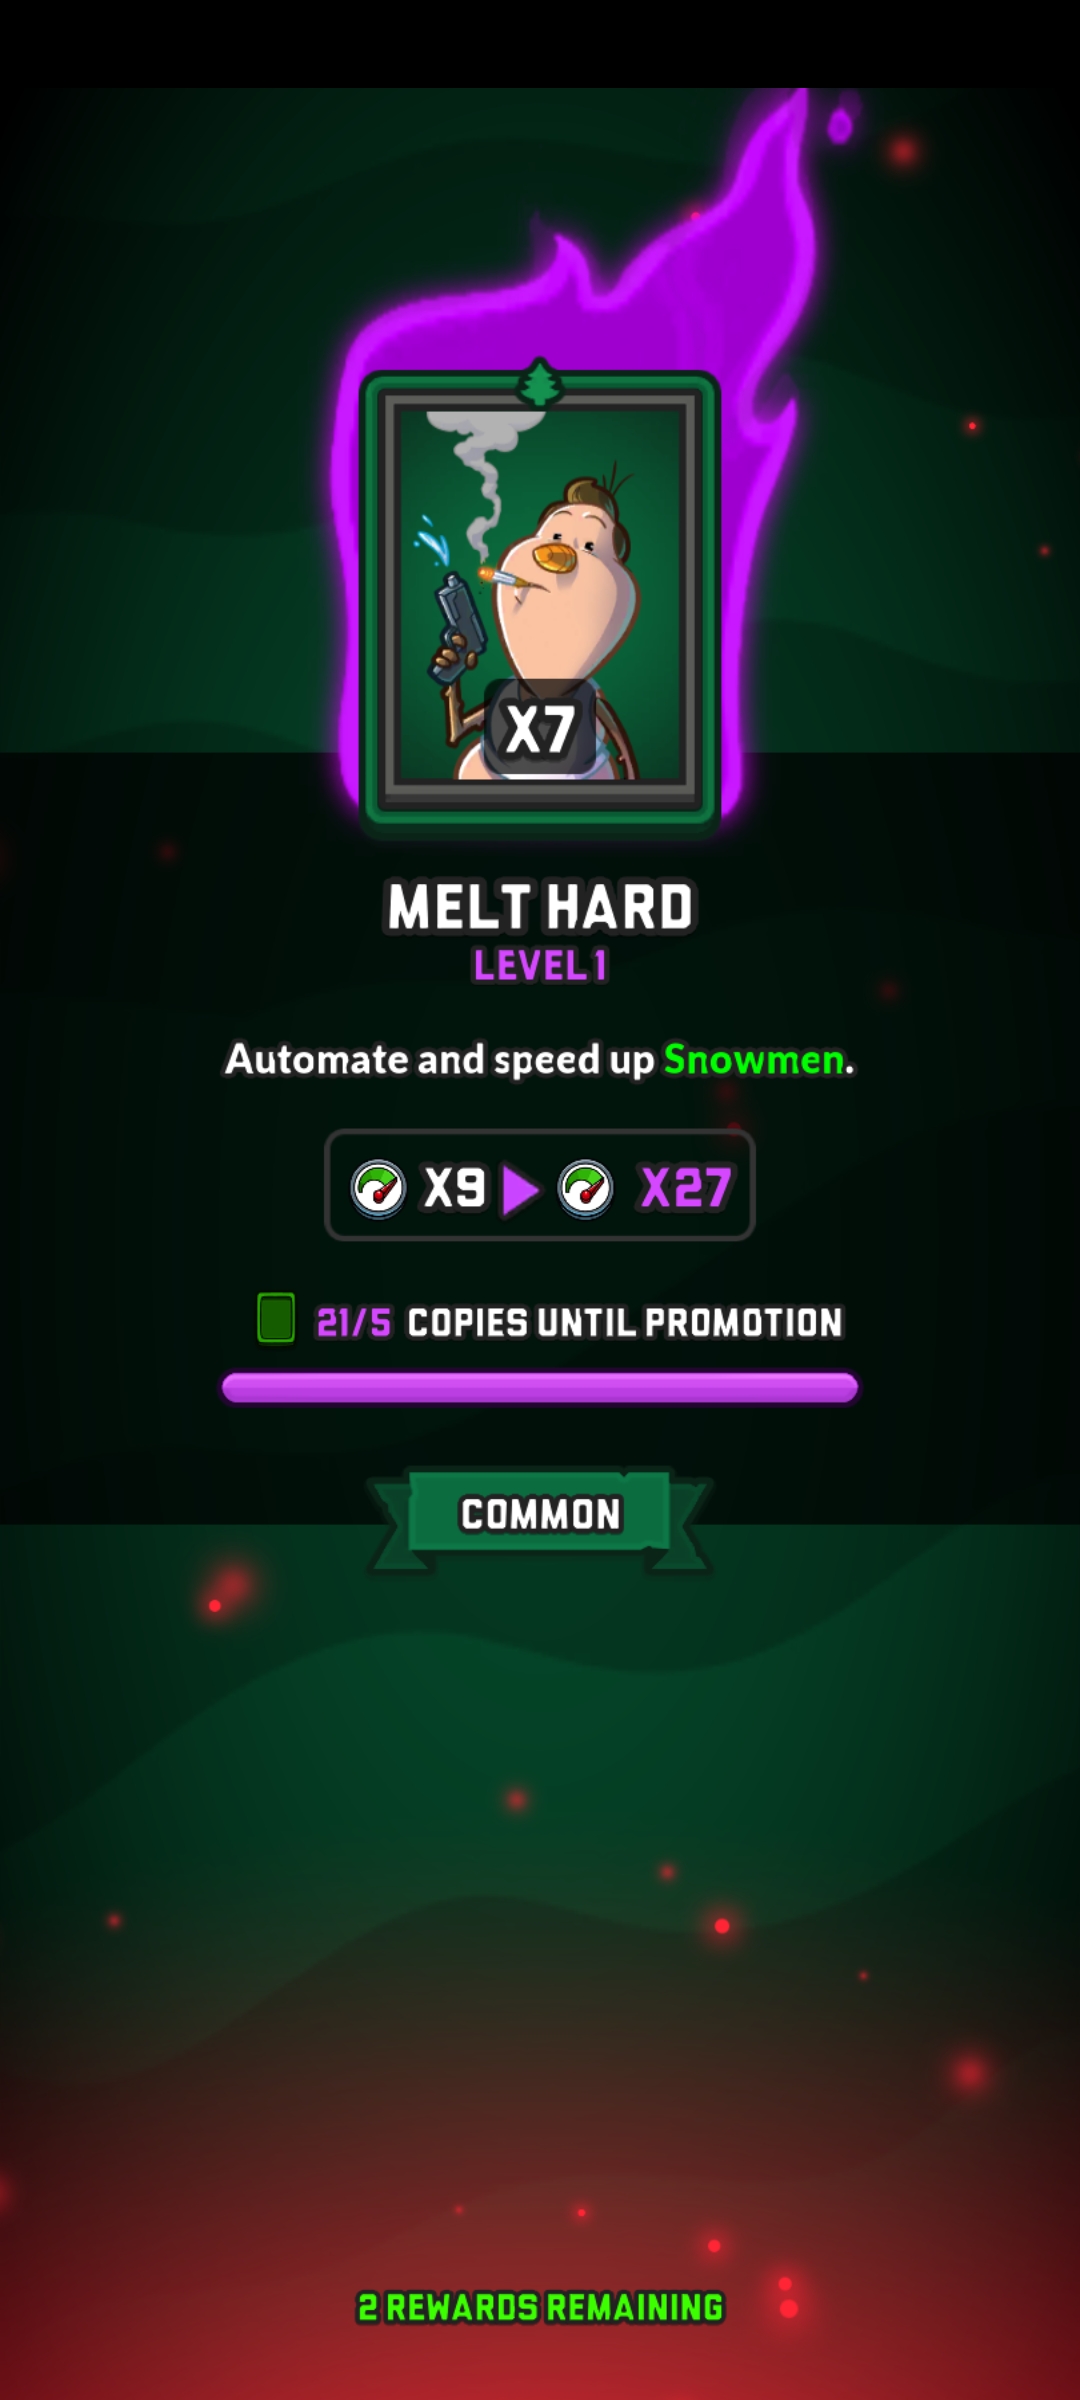 X7
MELT HARD
LEVEL 1
Automate and speed up Snowmen.
X9 X27
21/5 COPIES UNTIL PROMOTION
COMMON
2 REWARDS REMAINING